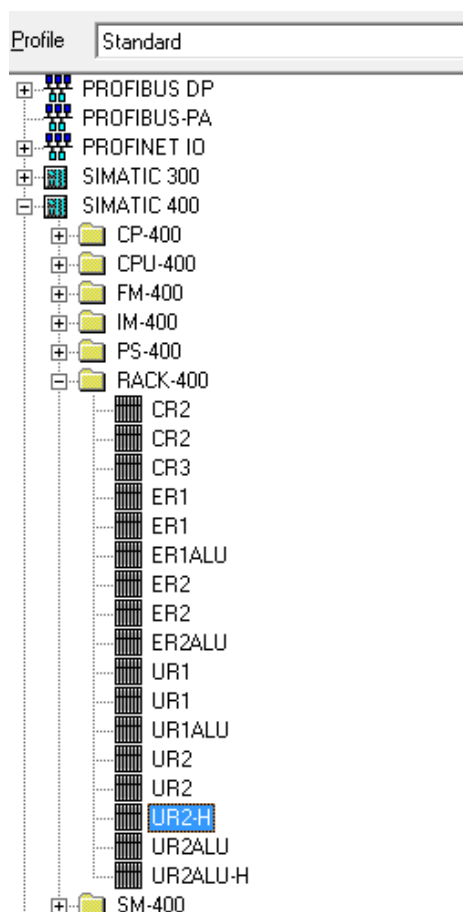 Profile Standard
PROFIBUS DP
PROFIBUS-PA
PROFINET IO
SIMATIC 300
SIMATIC 400
CP-400
CPU-400
FM-400
IM-400
PS-400
RACK-400
CR2
CR2
CR3
ER1
ER1
ER1ALU
ER2
ER2
ER2ALU
UR1
UR1
UR1ALU
UR2
UR2
UR2-H
UR2ALU
UR2ALU-H
SM-400